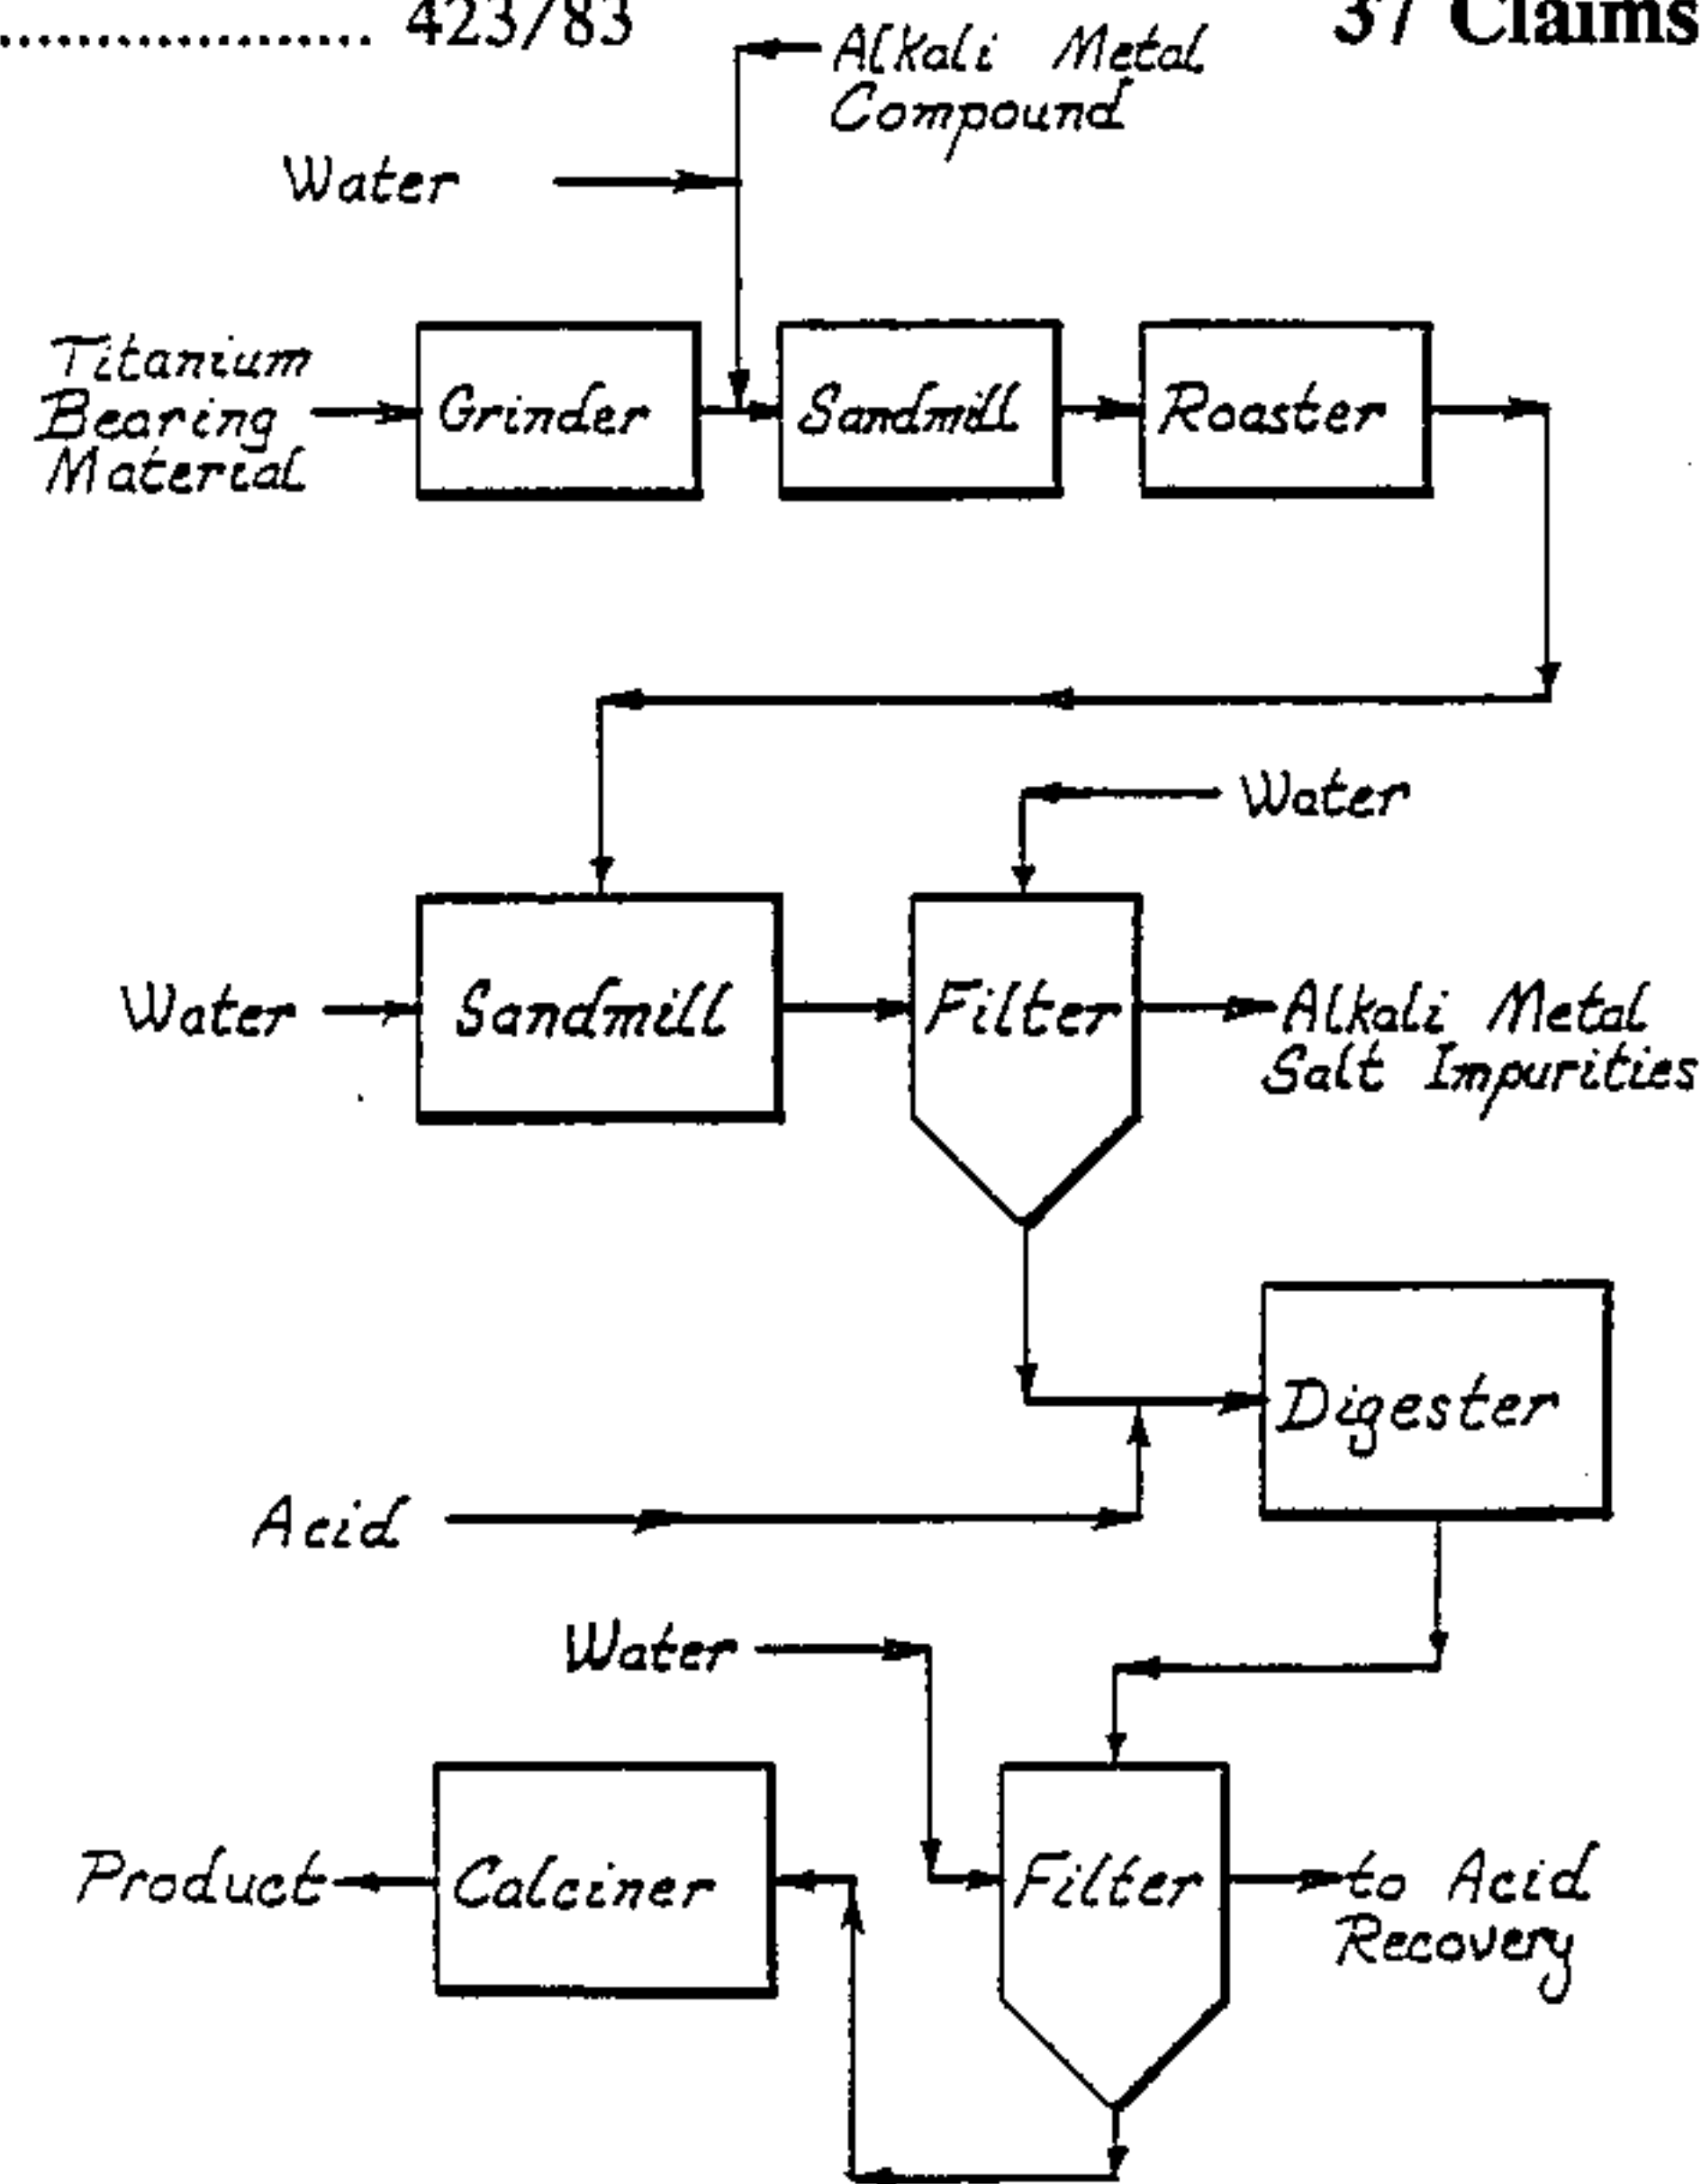 423/83
37 Claims
Alkali Metal
Compound
Water
Titanium
Bearing
Material
Grinder
Sandmill
Roaster
Water
Water
Sandmill
Filter
Alkali Metal
Salt Impurities
Digester
Acid
Water
Product
Calciner
Filter
to Acid
Recovery